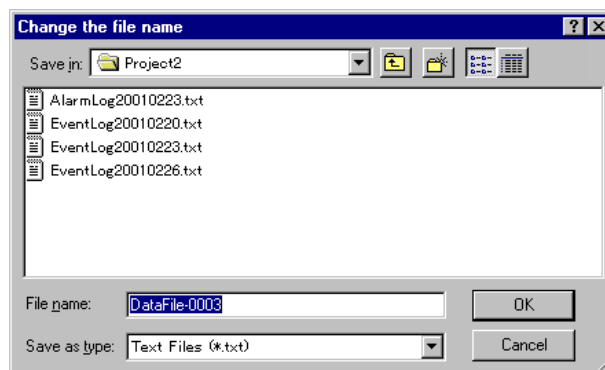 Change the file name
Save in: Project2
AlarmLog20010223.txt
EventLog20010220.txt
EventLog20010223.txt
EventLog20010226.txt
File name: DataFile-0003 OK
Save as type: Text Files (*.txt) Cancel